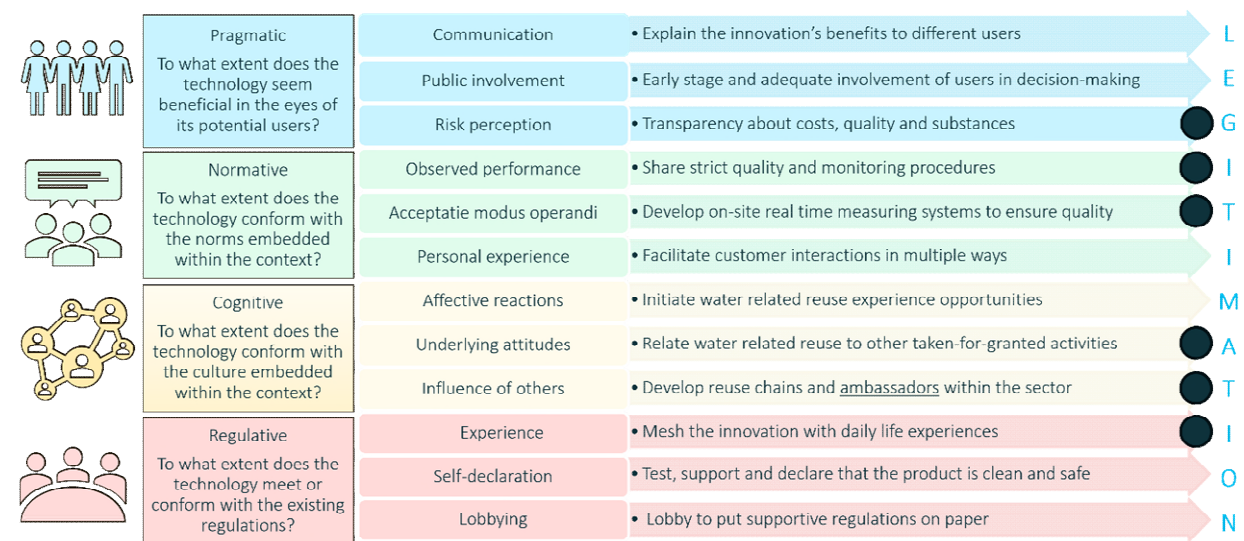 Pragmatic
To what extent does the
technology seem
beneficial in the eyes of
its potential users?
Communication
• Explain the innovation's benefits to different users
Public involvement
• Early stage and adequate involvement of users in decision-making
Risk perception
• Transparency about costs, quality and substances
Normative
To what extent does the
technology conform with
the norms embedded
within the context?
Observed performance
• Share strict quality and monitoring procedures
Acceptatie modus operandi
• Develop on-site real time measuring systems to ensure quality
Personal experience
• Facilitate customer interactions in multiple ways
Cognitive
To what extent does the
technology conform with
the culture embedded
within the context?
Affective reactions
• Initiate water related reuse experience opportunities
Underlying attitudes
• Relate water related reuse to other taken-for-granted activities
Influence of others
• Develop reuse chains and ambassadors within the sector
Regulative
To what extent does the
technology meet or
conform with the existing
regulations?
Experience
• Mesh the innovation with daily life experiences
Self-declaration
• Test, support and declare that the product is clean and safe
Lobbying
• Lobby to put supportive regulations on paper
L
E
G
I
T
I
M
A
T
I
O
N